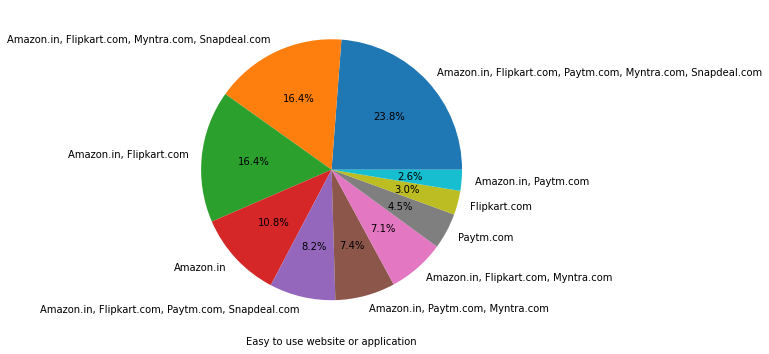 Amazon.in, Flipkart.com, Myntra.com, Snapdeal.com
Amazon.in, Flipkart.com, Paytm.com, Myntra.com, Snapdeal.com
16.4%
23.8%
Amazon.in, Flipkart.com
16.4%
2.6%
Amazon.in, Paytm.com
3.0%
Flipkart.com
4.5%
10.8%
7.1%
Paytm.com
8.2%
7.4%
Amazon.in
Amazon.in, Flipkart.com, Myntra.com
Amazon.in, Flipkart.com, Paytm.com, Snapdeal.com
Amazon.in, Paytm.com, Myntra.com
Easy to use website or application